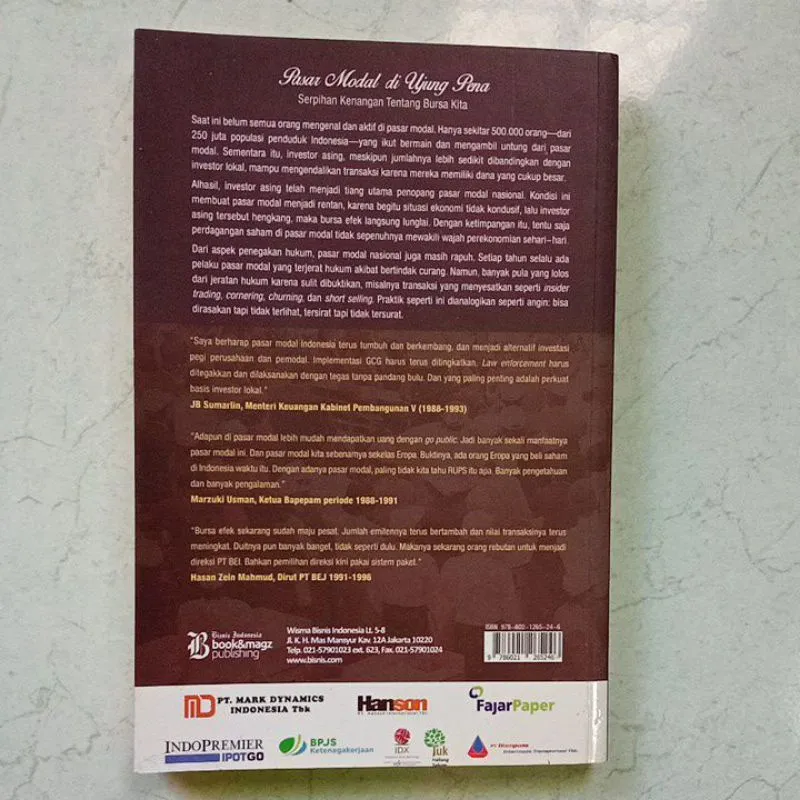 Pasar Modal di Ujung Pena
Serpihan Kenangan Tentang Bursa Kita
Saat ini belum semua orang mengenal dan aktif di pasar modal. Hanya sekitar 500.000 orang—dari
250 juta populasi penduduk Indonesia—yang ikut bermain dan mengambil untung dari pasar
modal. Sementara itu, investor asing, meskipun jumlahnya lebih sedikit dibandingkan dengan
investor lokal, mampu mengendalikan transaksi karena mereka memiliki dana yang cukup besar.
Alhasil, investor asing telah menjadi tiang utama penopang pasar modal nasional. Kondisi ini
membuat pasar modal menjadi rentan, karena begitu situasi ekonomi tidak kondusif, lalu investor
asing tersebut hengkang, maka bursa efek langsung lunglai. Dengan ketimpangan itu, tentu saja
perdagangan saham di pasar modal tidak sepenuhnya mewakili wajah perekonomian sehari–hari.
Dari aspek penegakan hukum, pasar modal nasional juga masih rapuh. Setiap tahun selalu ada
pelaku pasar modal yang terjerat hukum akibat bertindak curang. Namun, banyak pula yang lolos
dari jeratan hukum karena sulit dibuktikan, misalnya transaksi yang menyesatkan seperti insider
trading, cornering, churning, dan short selling. Praktik seperti ini dianalogikan seperti angin: bisa
dirasakan tapi tidak terlihat, tersirat tapi tidak tersurat.
"Saya berharap pasar modal Indonesia terus tumbuh dan berkembang, dan menjadi alternatif investasi
pegi perusahaan dan pemodal. Implementasi GCG harus terus ditingkatkan. Law enforcement harus
ditegakkan dan dilaksanakan dengan tegas tanpa pandang bulu. Dan yang paling penting adalah perkuat
basis investor lokal."
JB Sumarlin, Menteri Keuangan Kabinet Pembangunan V (1988-1993)
"Adapun di pasar modal lebih mudah mendapatkan uang dengan go public. Jadi banyak sekali manfaatnya
pasar modal ini. Dan pasar modal kita sebenarnya sekelas Eropa. Buktinya, ada orang Eropa yang beli saham
di Indonesia waktu itu. Dengan adanya pasar modal, paling tidak kita tahu RUPS itu apa. Banyak pengetahuan
dan banyak pengalaman."
Marzuki Usman, Ketua Bapepam periode 1988-1991
"Bursa efek sekarang sudah maju pesat. Jumlah emitennya terus bertambah dan nilai transaksinya terus
meningkat. Duitnya pun banyak banget, tidak seperti dulu. Makanya sekarang orang rebutan untuk menjadi
direksi PT BEI. Bahkan pemilihan direksi kini pakai sistem paket."
Hasan Zein Mahmud, Dirut PT BEJ 1991-1996
Bisnis Indonesia
book&magz
publishing
Wisma Bisnis Indonesia Lt. 5-8
Jl. K. H. Mas Mansyur Kav. 12A Jakarta 10220
Telp. 021-57901023 ext. 623, Fax. 021-57901024
www.bisnis.com
ISBN 978-602-1265-24-6
9 786021 265246
PT. MARK DYNAMICS
INDONESIA Tbk
Hanson
FajarPaper
INDOPREMIER
IPOTGO
BPJS
Ketenagakerjaan
IDX